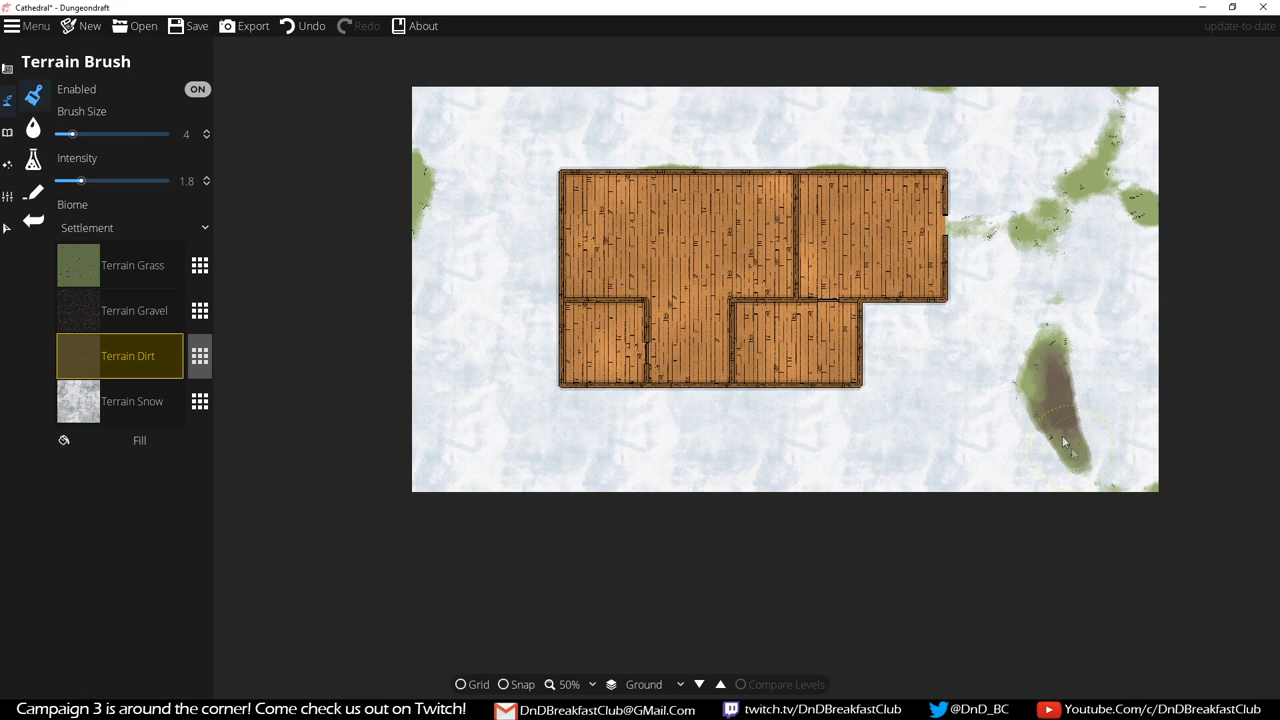 Cathedral* - Dungeondraft
Menu New Open Save Export Undo Redo About update-to-date
Terrain Brush
Enabled ON
Brush Size
4
Intensity
1.8
Biome
Settlement
Terrain Grass
Terrain Gravel
Terrain Dirt
Terrain Snow
Fill
Grid Snap 50% Ground Compare Levels
Campaign 3 is around the corner! Come check us out on Twitch! DnDBreakfastClub@GMail.Com twitch.tv/DnDBreakfastClub @DnD_BC Youtube.Com/c/DnDBreakfastClub